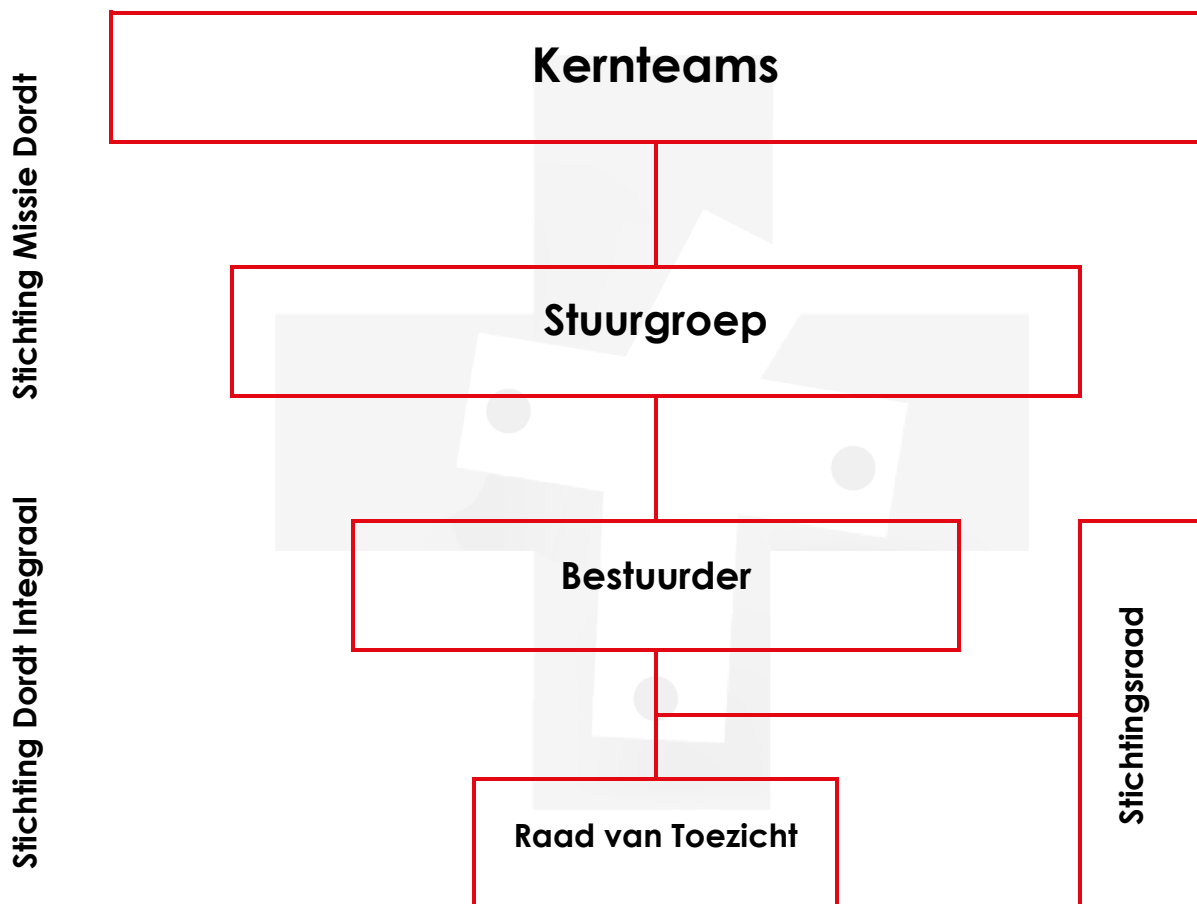 Kernteams
Stichting Missie Dordt
Stuurgroep
Bestuurder
Stichting Dordt Integraal
Stichtingsraad
Raad van Toezicht